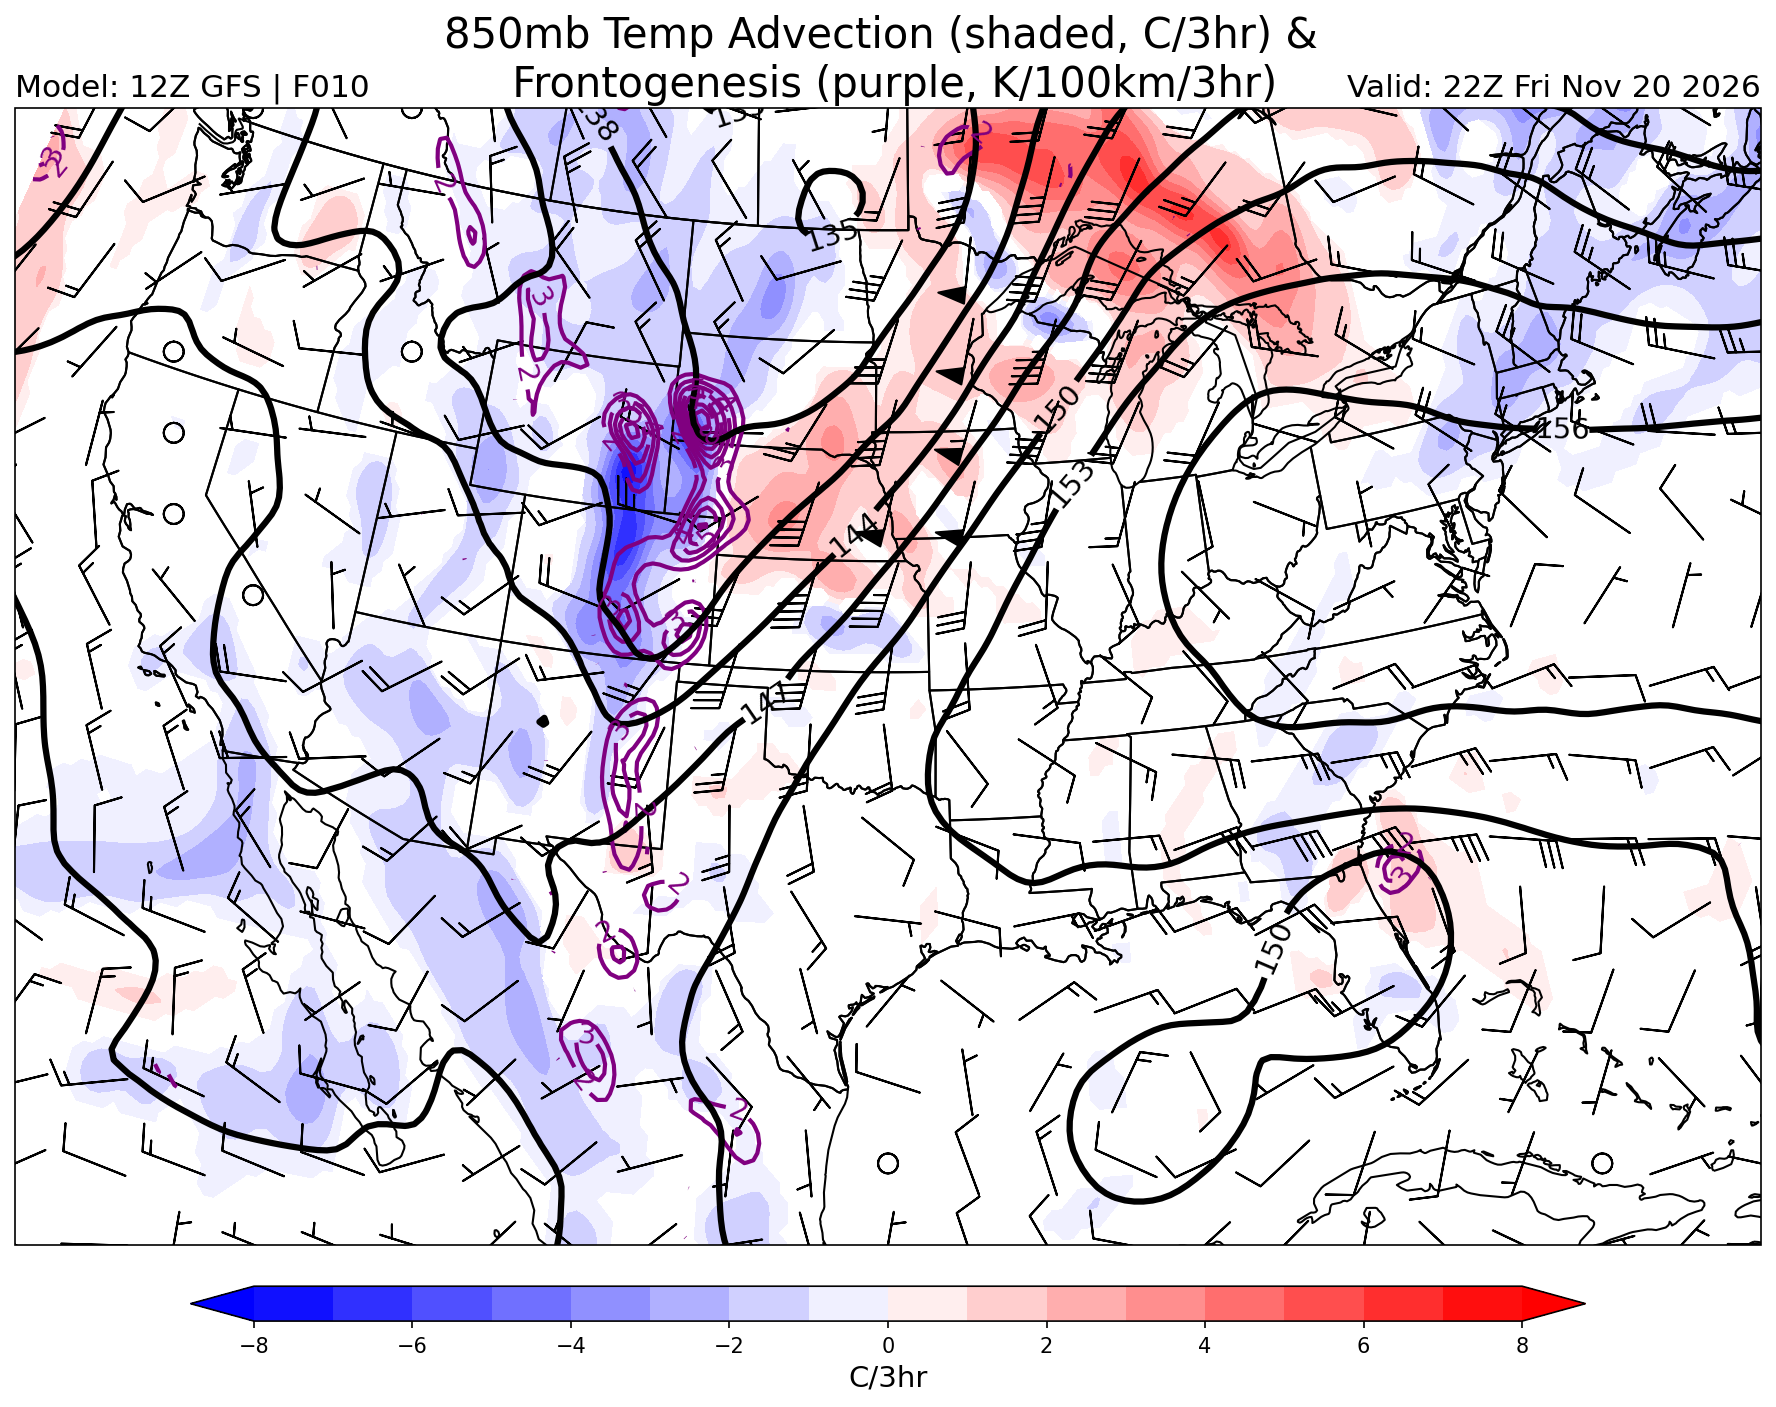 850mb Temp Advection (shaded, C/3hr) &
Frontogenesis (purple, K/100km/3hr)
Model: 12Z GFS | F010
Valid: 22Z Fri Nov 20 2026
135
150
156
153
144
141
150
−8 −6 −4 −2 0 2 4 6 8
C/3hr